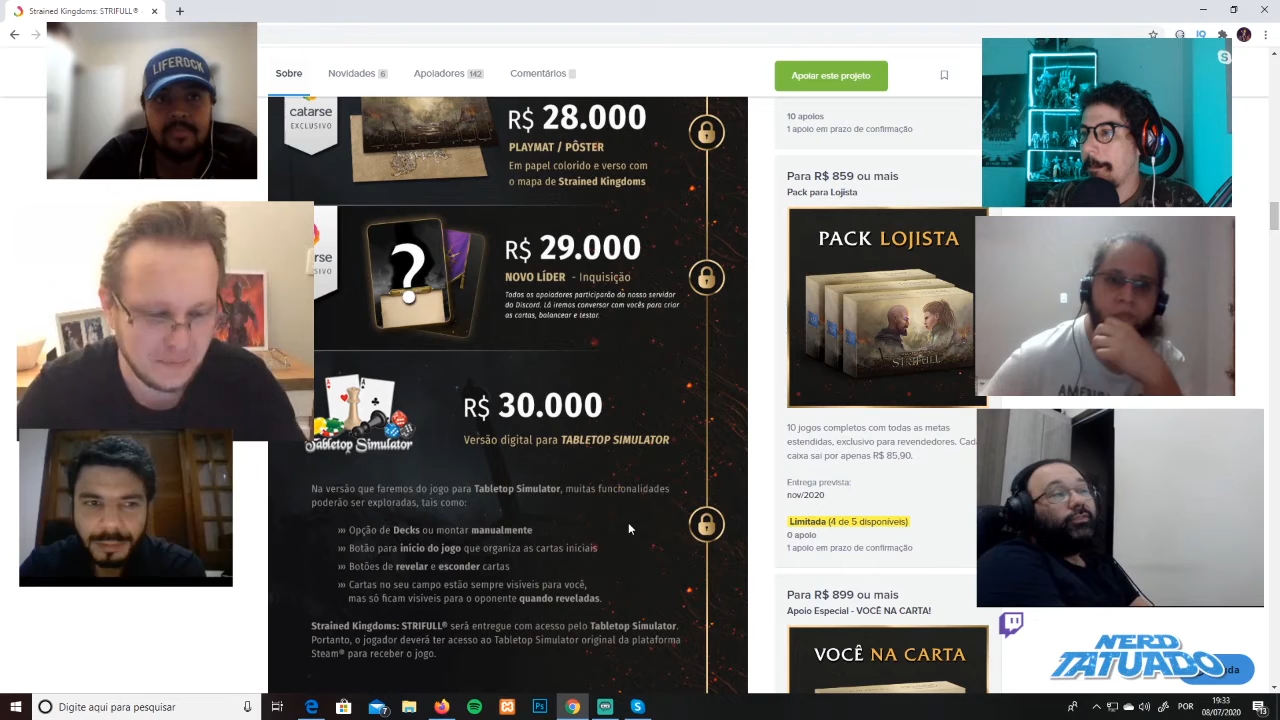 Strained Kingdoms: STRIFULL®
Sobre
Novidades 6
Apoiadores 142
Comentários
Apoiar este projeto
LIFEROCK
catarse
EXCLUSIVO
R$ 28.000
PLAYMAT / PÔSTER
Em papel colorido e verso com
o mapa de Strained Kingdoms
rse
SIVO
?
R$ 29.000
NOVO LÍDER - Inquisição
Todos os apoiadores participarão do nosso servidor
do Discord. Lá iremos conversar com vocês para criar
as cartas, balancear e testar.
Tabletop Simulator
R$ 30.000
Versão digital para TABLETOP SIMULATOR
Na versão que faremos do jogo para Tabletop Simulator, muitas funcionalidades
poderão ser exploradas, tais como:
››› Opção de Decks ou montar manualmente
››› Botão para início do jogo que organiza as cartas iniciais
››› Botões de revelar e esconder cartas
››› Cartas no seu campo estão sempre visíveis para você,
mas só ficam visíveis para o oponente quando reveladas.
Strained Kingdoms: STRIFULL® será entregue com acesso pelo Tabletop Simulator.
Portanto, o jogador deverá ter acesso ao Tabletop Simulator original da plataforma
Steam® para receber o jogo.
10 apoios
1 apoio em prazo de confirmação
Para R$ 859 ou mais
Pack para Lojista
PACK LOJISTA
STRIFULL
10 jogos completos com todas as metas
estendidas, exclusivo para revendedores. Cad
caixa sai por apenas R$ 85,90.
Entrega prevista:
nov/2020
Limitada (4 de 5 disponíveis)
0 apoio
1 apoio em prazo de confirmação
Para R$ 899 ou mais
Apoio Especial - VOCÊ NA CARTA!
VOCÊ NA CARTA
NERD
TATUADO
uda
Digite aqui para pesquisar
POR
19:33
08/07/2020